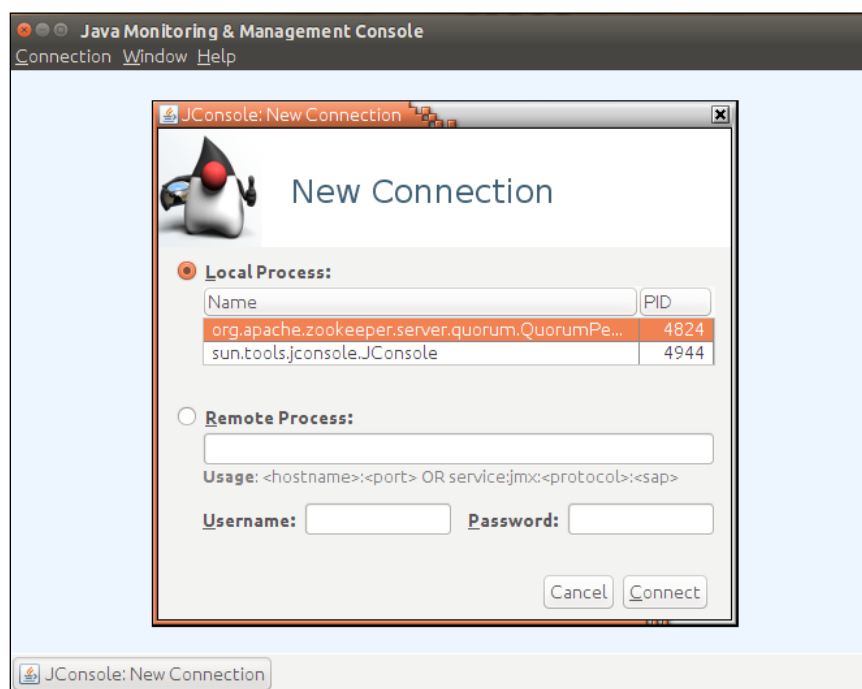 Java Monitoring & Management Console
Connection Window Help
JConsole: New Connection
New Connection
Local Process:
Name PID
org.apache.zookeeper.server.quorum.QuorumPe... 4824
sun.tools.jconsole.JConsole 4944
Remote Process:
Usage: <hostname>:<port> OR service:jmx:<protocol>:<sap>
Username: Password:
Cancel Connect
JConsole: New Connection